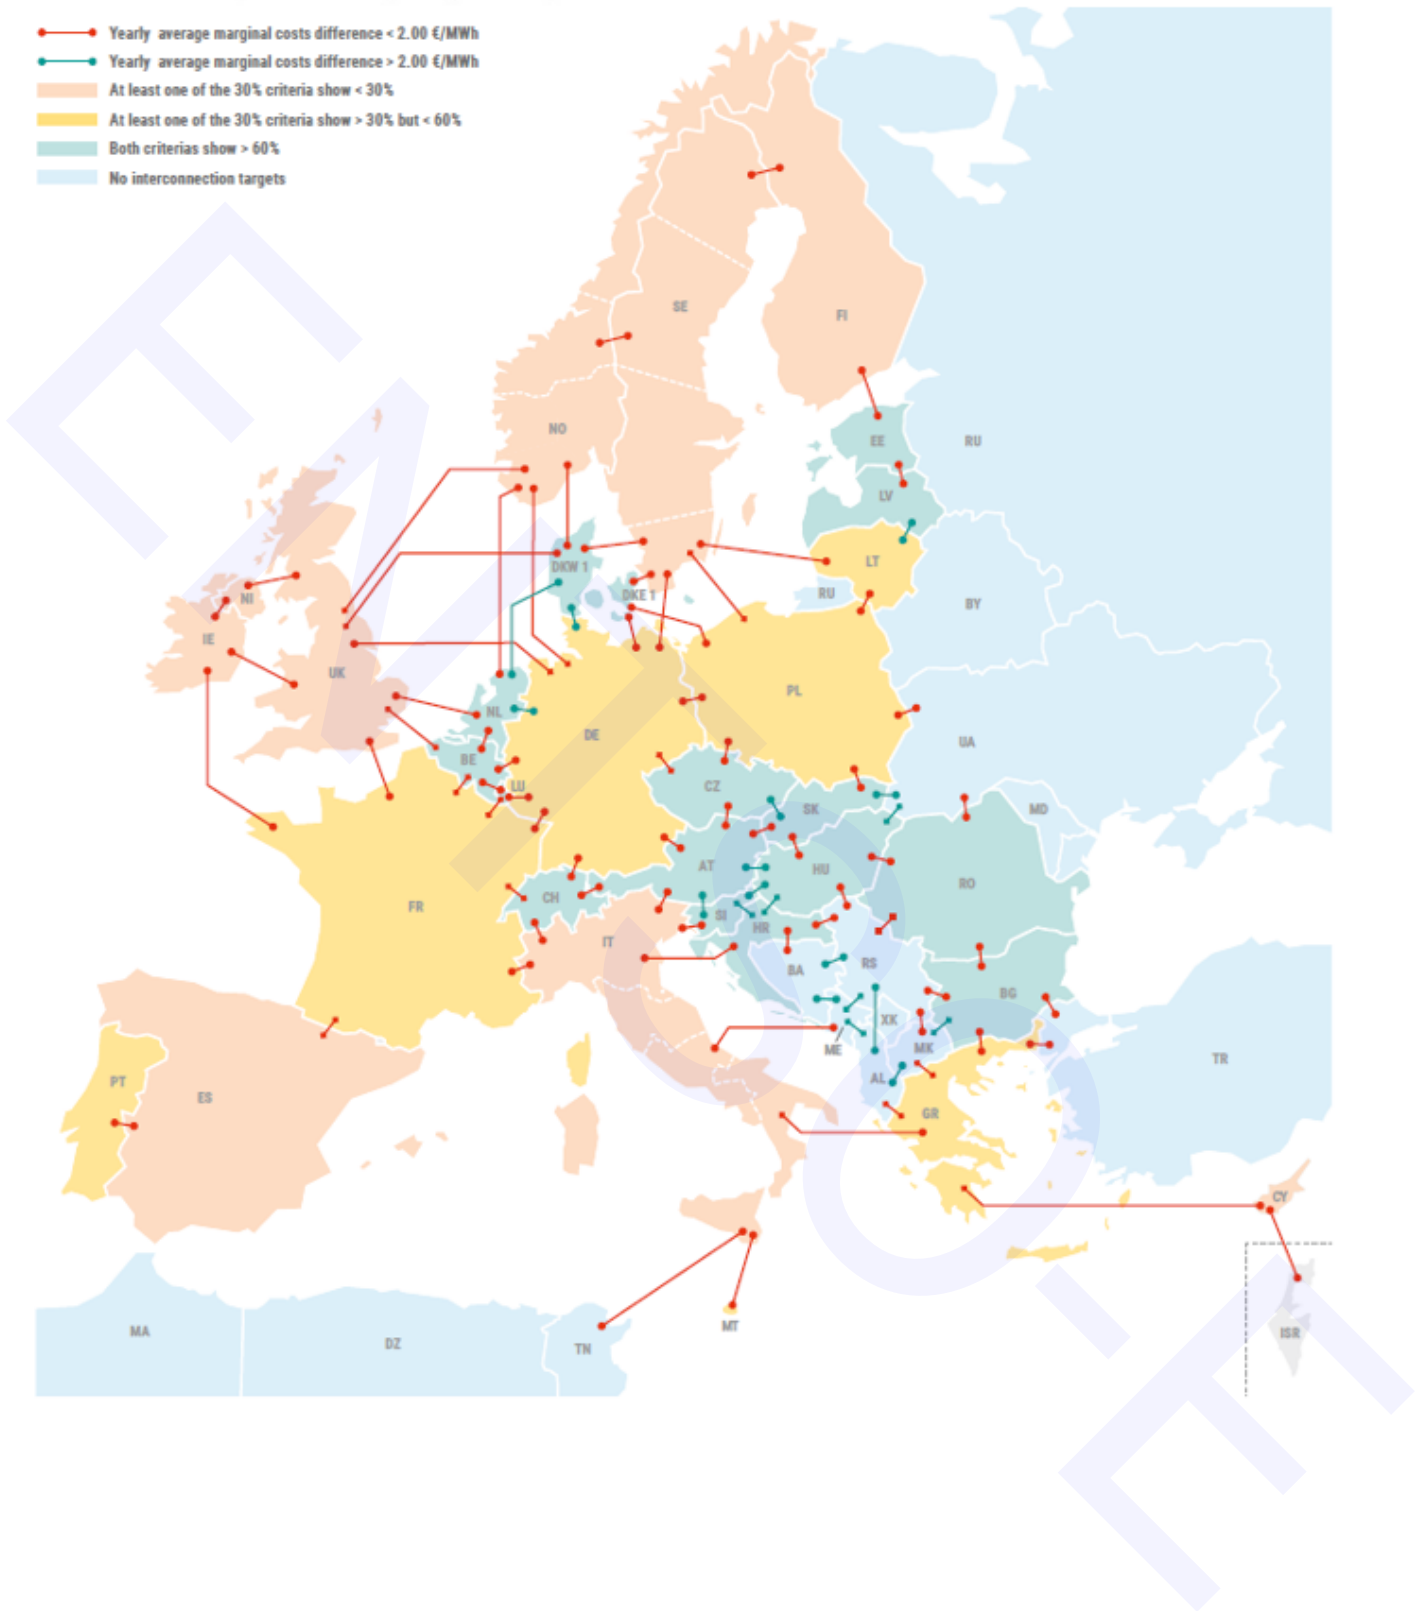 Yearly average marginal costs difference < 2.00 €/MWh
Yearly average marginal costs difference > 2.00 €/MWh
At least one of the 30% criteria show < 30%
At least one of the 30% criteria show > 30% but < 60%
Both criterias show > 60%
No interconnection targets
SE
FI
NO
EE
RU
LV
DKW 1
LT
DKE 1
RU
NI
BY
IE
UK
PL
NL
DE
UA
BE
LU
CZ
SK
MD
AT
HU
RO
CH
FR
SI
HR
IT
RS
BA
BG
XK
ME
MK
TR
AL
PT
ES
GR
CY
MT
MA
ISR
DZ
TN